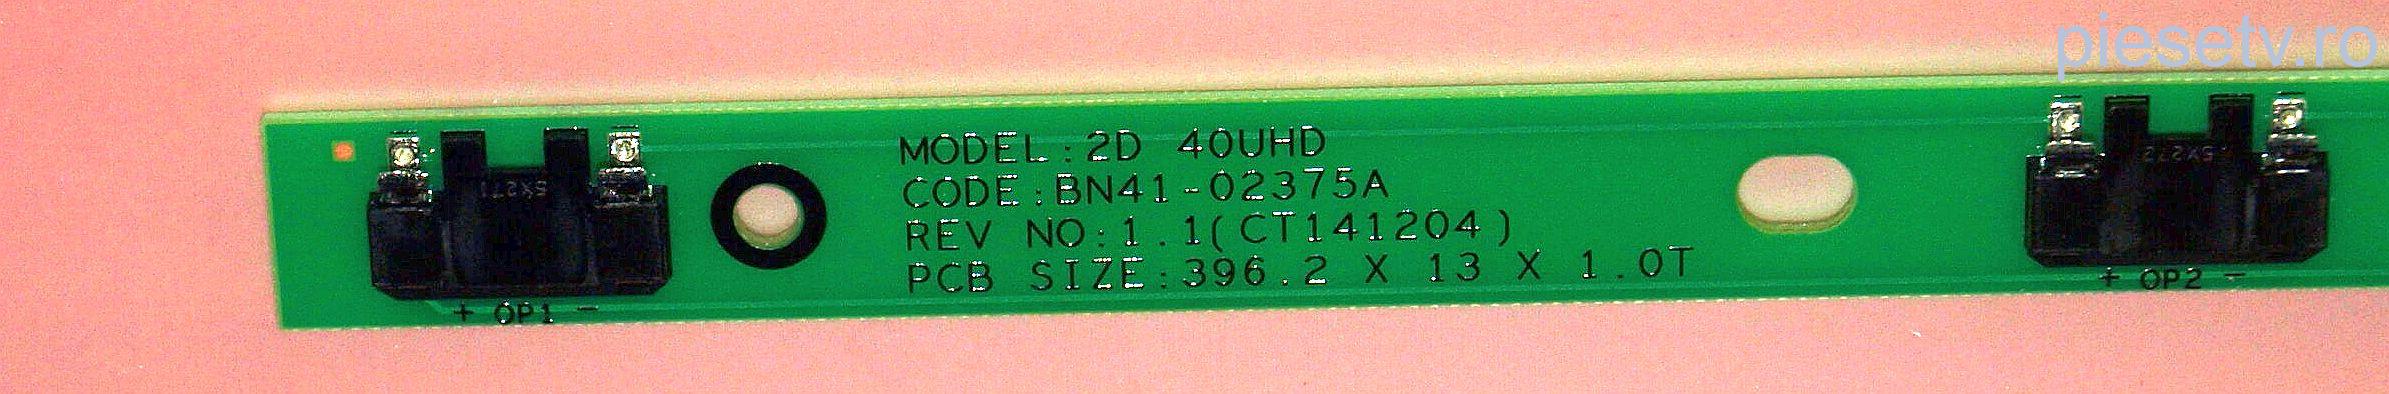 piesetv.ro
MODEL:2D 40UHD
CODE:BN41-02375A
REV NO:1.1(CT141204)
PCB SIZE:396.2 X 13 X 1.0T
+ OP1 -
+ OP2 -